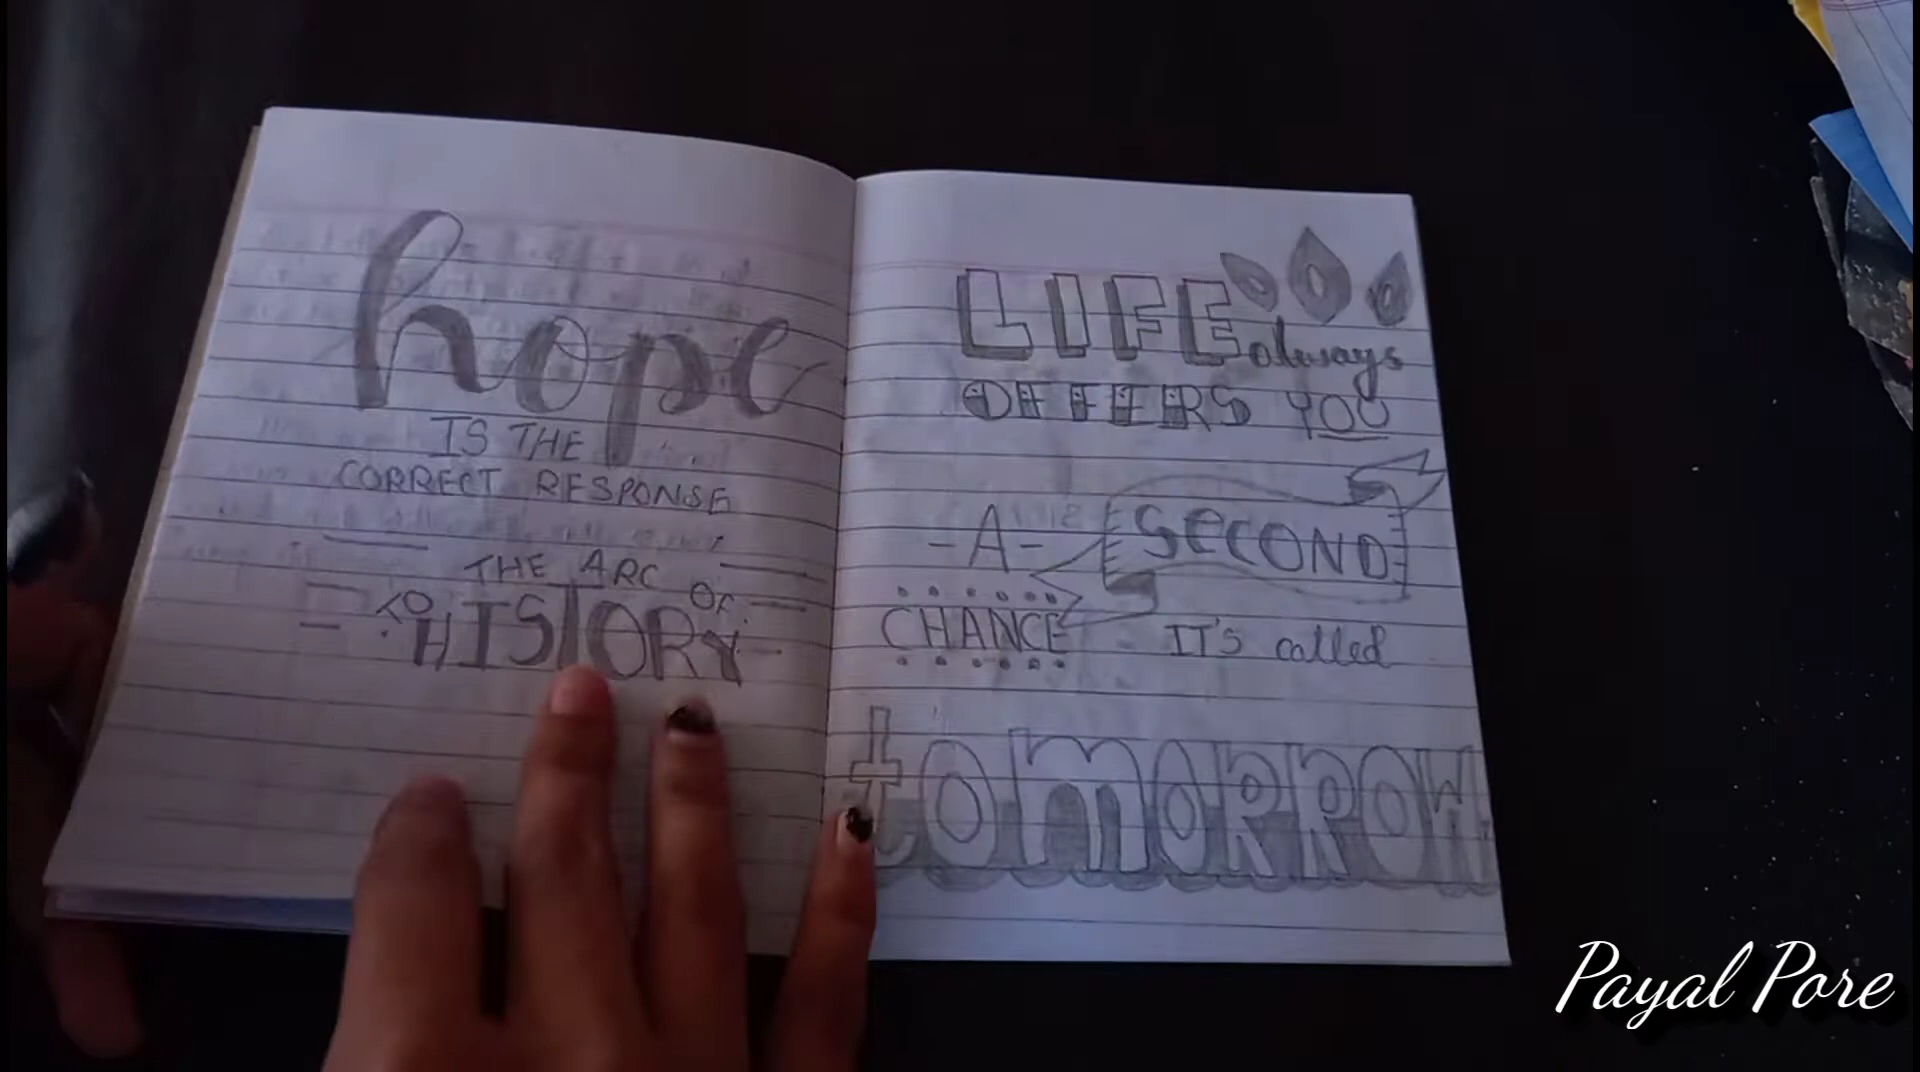 hope
IS THE
CORRECT RESPONSE
TO THE ARC OF
HISTORY
LIFE always
OFFERS YOU
-A- SECOND
CHANCE IT'S called
tomorrow.
Payal Pore